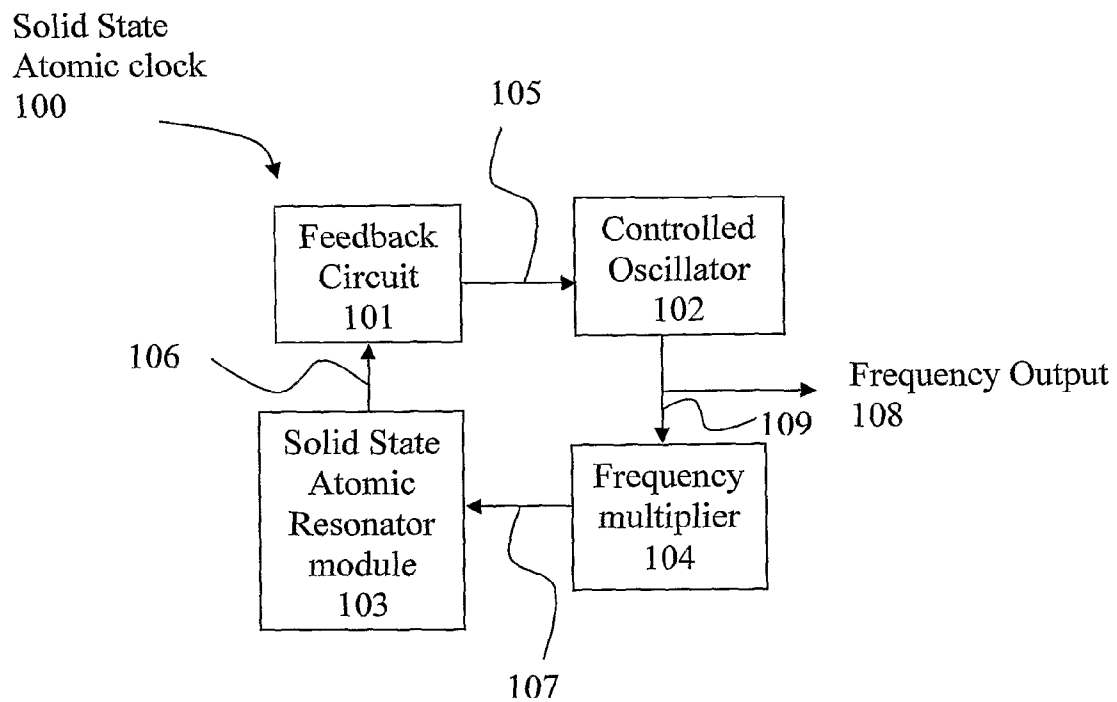 Solid State
Atomic clock
100
105
Feedback
Circuit
101
Controlled
Oscillator
102
106
Frequency Output
108
109
Solid State
Atomic
Resonator
module
103
Frequency
multiplier
104
107